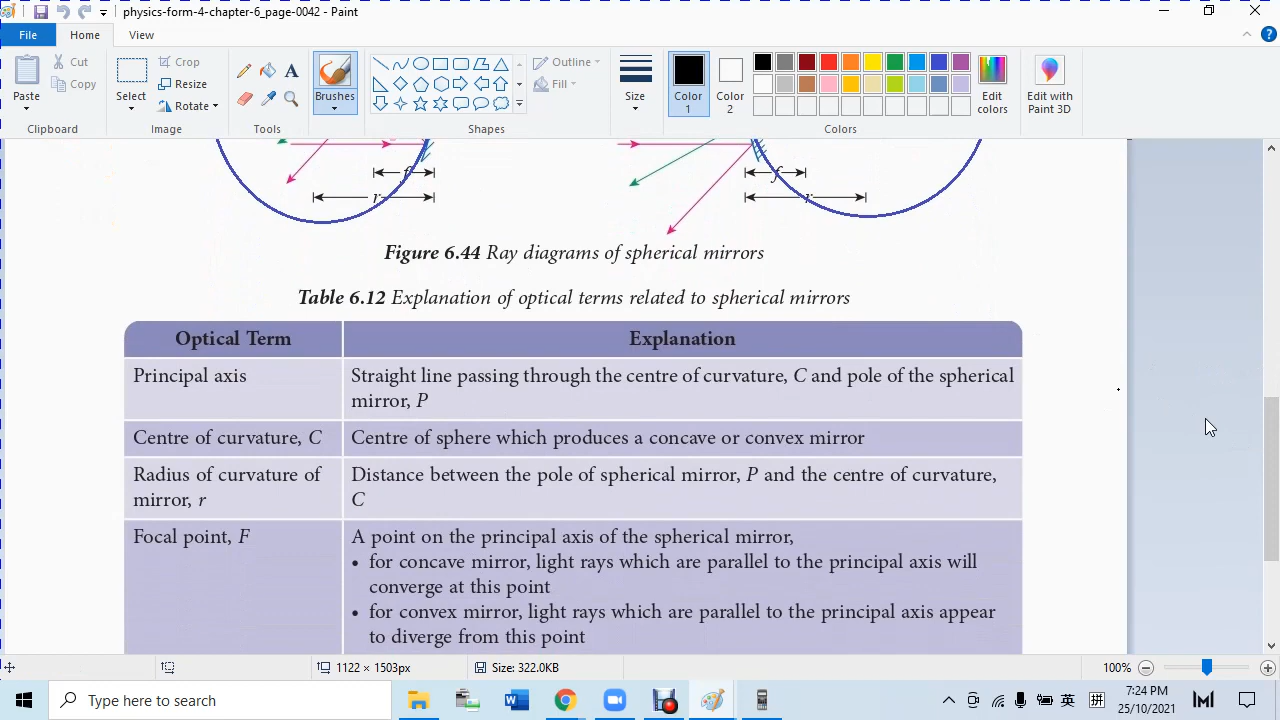 physics-form-4-chapter-6_page-0042 - Paint
File Home View
Paste Cut Copy Clipboard
Select Crop Resize Rotate Image
A Tools
Brushes
Outline Fill Shapes
Size
Color 1 Color 2 Edit colors Colors
Edit with Paint 3D
f
r
f
r
Figure 6.44 Ray diagrams of spherical mirrors
Table 6.12 Explanation of optical terms related to spherical mirrors
Optical Term Explanation
Principal axis Straight line passing through the centre of curvature, C and pole of the spherical
mirror, P
Centre of curvature, C Centre of sphere which produces a concave or convex mirror
Radius of curvature of Distance between the pole of spherical mirror, P and the centre of curvature,
mirror, r C
Focal point, F A point on the principal axis of the spherical mirror,
• for concave mirror, light rays which are parallel to the principal axis will
converge at this point
• for convex mirror, light rays which are parallel to the principal axis appear
to diverge from this point
1122 × 1503px Size: 322.0KB 100%
Type here to search
英 拼 7:24 PM
25/10/2021